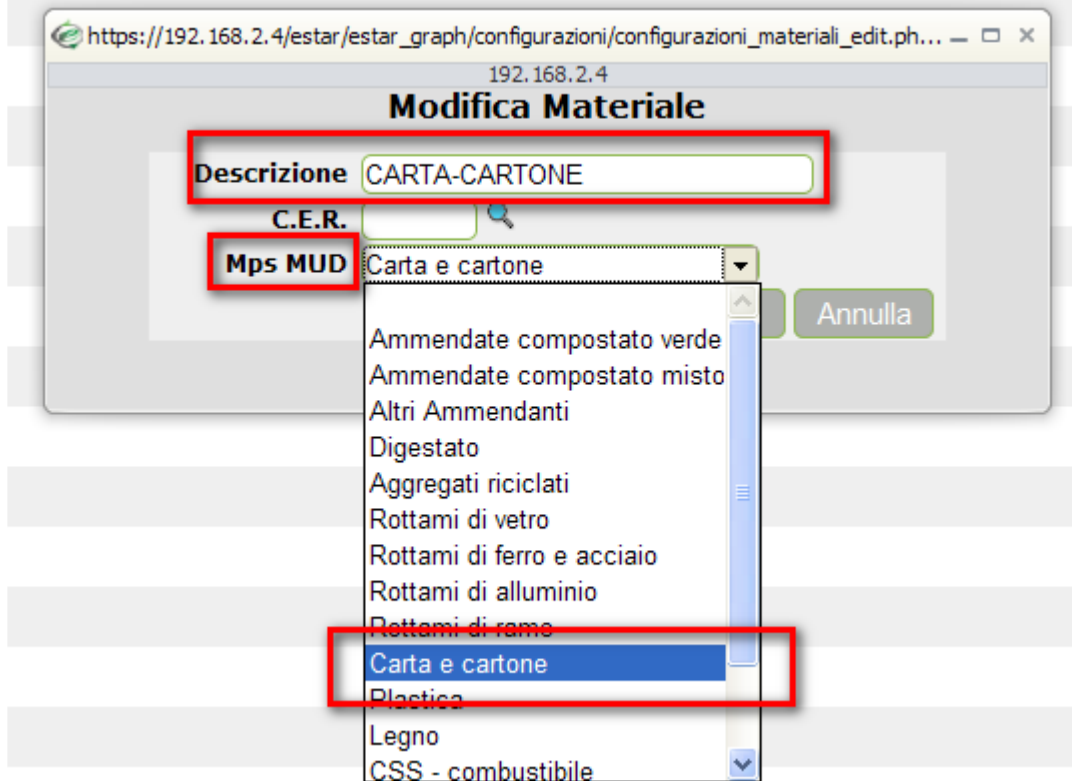 https://192.168.2.4/estar/estar_graph/configurazioni/configurazioni_materiali_edit.ph...
192.168.2.4
Modifica Materiale
Descrizione CARTA-CARTONE
C.E.R.
Mps MUD Carta e cartone
Annulla
Ammendate compostato verde
Ammendate compostato misto
Altri Ammendanti
Digestato
Aggregati riciclati
Rottami di vetro
Rottami di ferro e acciaio
Rottami di alluminio
Rottami di rame
Carta e cartone
Plastica
Legno
CSS - combustibile